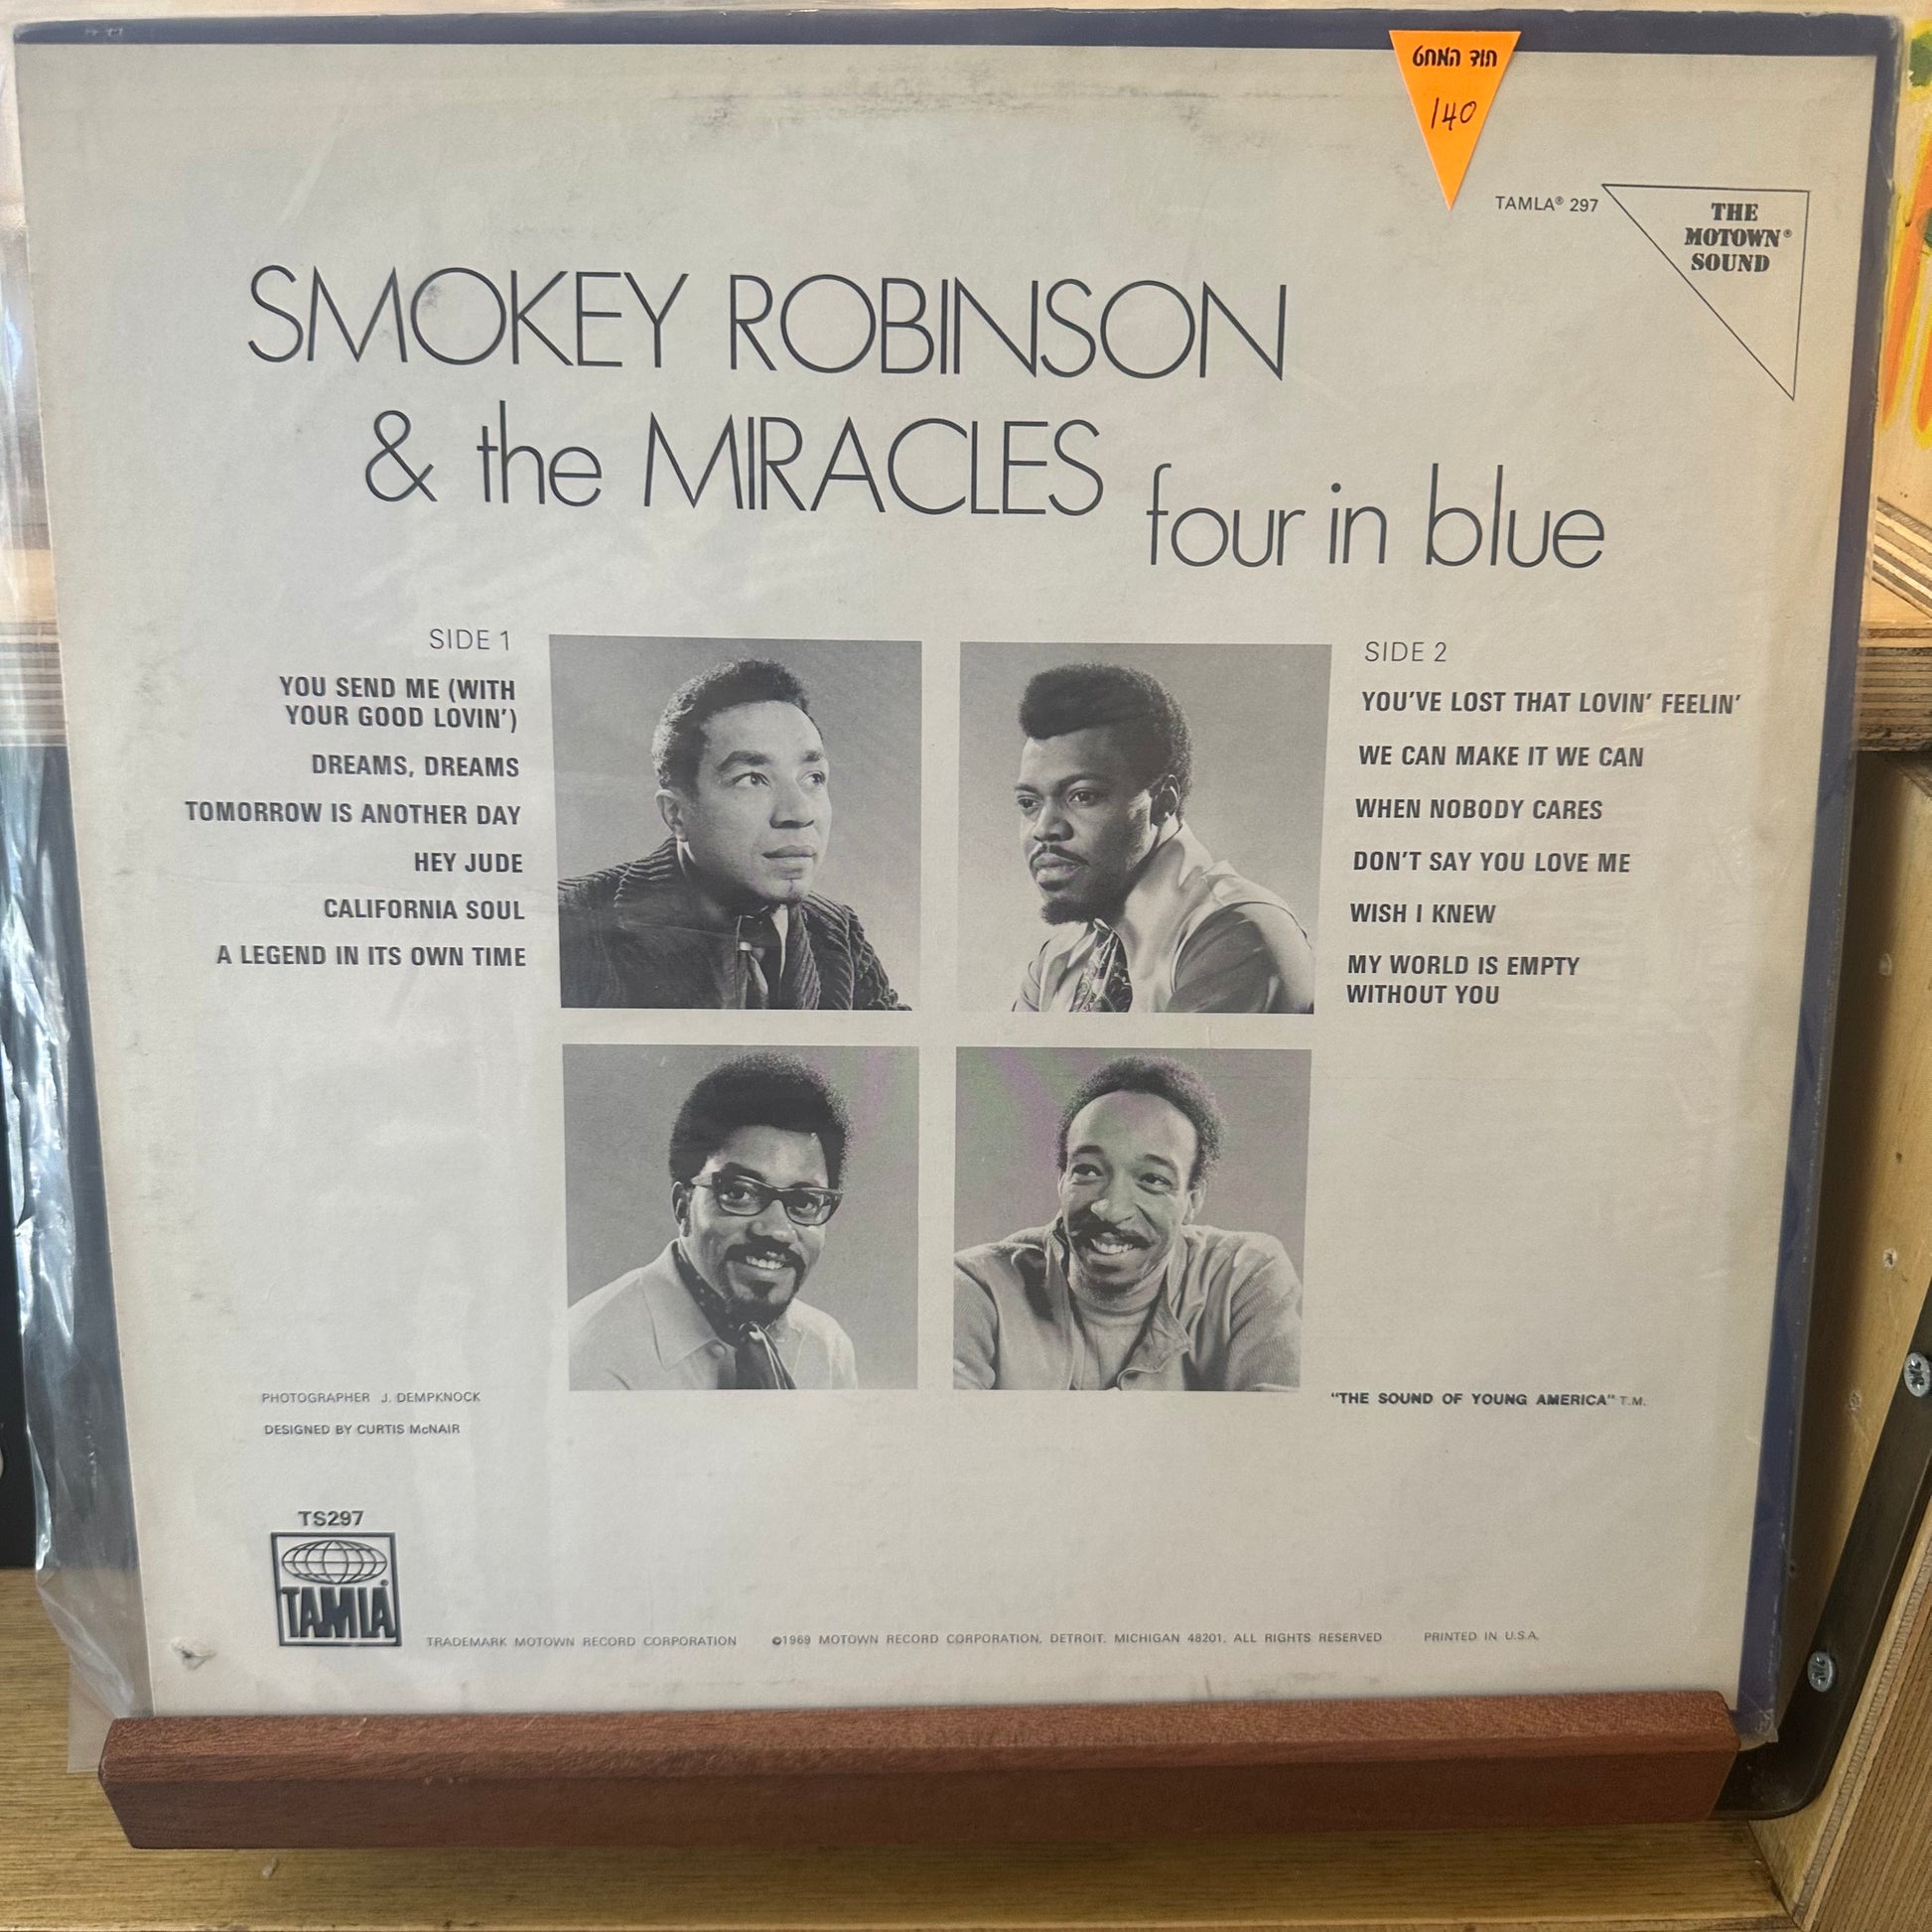 חוד המחט
140
TAMLA® 297
THE
MOTOWN®
SOUND
SMOKEY ROBINSON
& the MIRACLES
four in blue
SIDE 1
YOU SEND ME (WITH
YOUR GOOD LOVIN')
DREAMS, DREAMS
TOMORROW IS ANOTHER DAY
HEY JUDE
CALIFORNIA SOUL
A LEGEND IN ITS OWN TIME
SIDE 2
YOU'VE LOST THAT LOVIN' FEELIN'
WE CAN MAKE IT WE CAN
WHEN NOBODY CARES
DON'T SAY YOU LOVE ME
WISH I KNEW
MY WORLD IS EMPTY
WITHOUT YOU
PHOTOGRAPHER J. DEMPKNOCK
DESIGNED BY CURTIS McNAIR
"THE SOUND OF YOUNG AMERICA" T.M.
TS297
TAMLA®
TRADEMARK MOTOWN RECORD CORPORATION ©1969 MOTOWN RECORD CORPORATION, DETROIT, MICHIGAN 48201, ALL RIGHTS RESERVED PRINTED IN U.S.A.